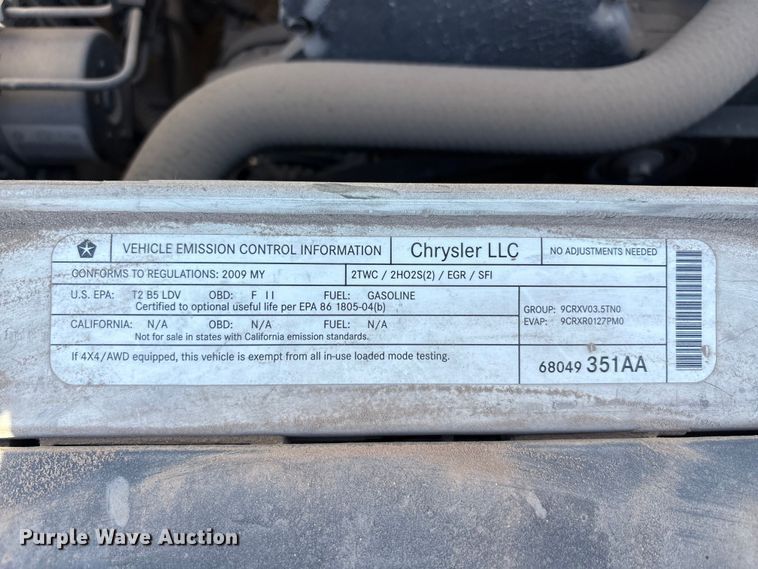 VEHICLE EMISSION CONTROL INFORMATION Chrysler LLC NO ADJUSTMENTS NEEDED
CONFORMS TO REGULATIONS: 2009 MY 2TWC / 2HO2S(2) / EGR / SFI
U.S. EPA: T2 B5 LDV OBD: F II FUEL: GASOLINE
Certified to optional useful life per EPA 86 1805-04(b)
GROUP: 9CRXV03.5TN0
EVAP: 9CRXR0127PM0
CALIFORNIA: N/A OBD: N/A FUEL: N/A
Not for sale in states with California emission standards.
If 4X4/AWD equipped, this vehicle is exempt from all in-use loaded mode testing.
68049 351AA
Purple Wave Auction